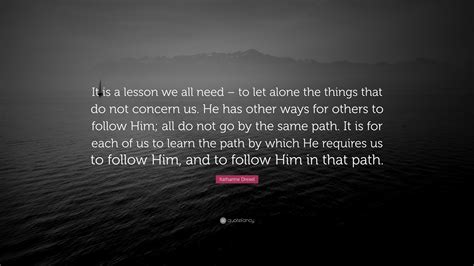 It is a lesson we all need – to let alone the things that
do not concern us. He has other ways for others to
follow Him; all do not go by the same path. It is for
each of us to learn the path by which He requires us
to follow Him, and to follow Him in that path.
Katharine Drexel
quotefancy